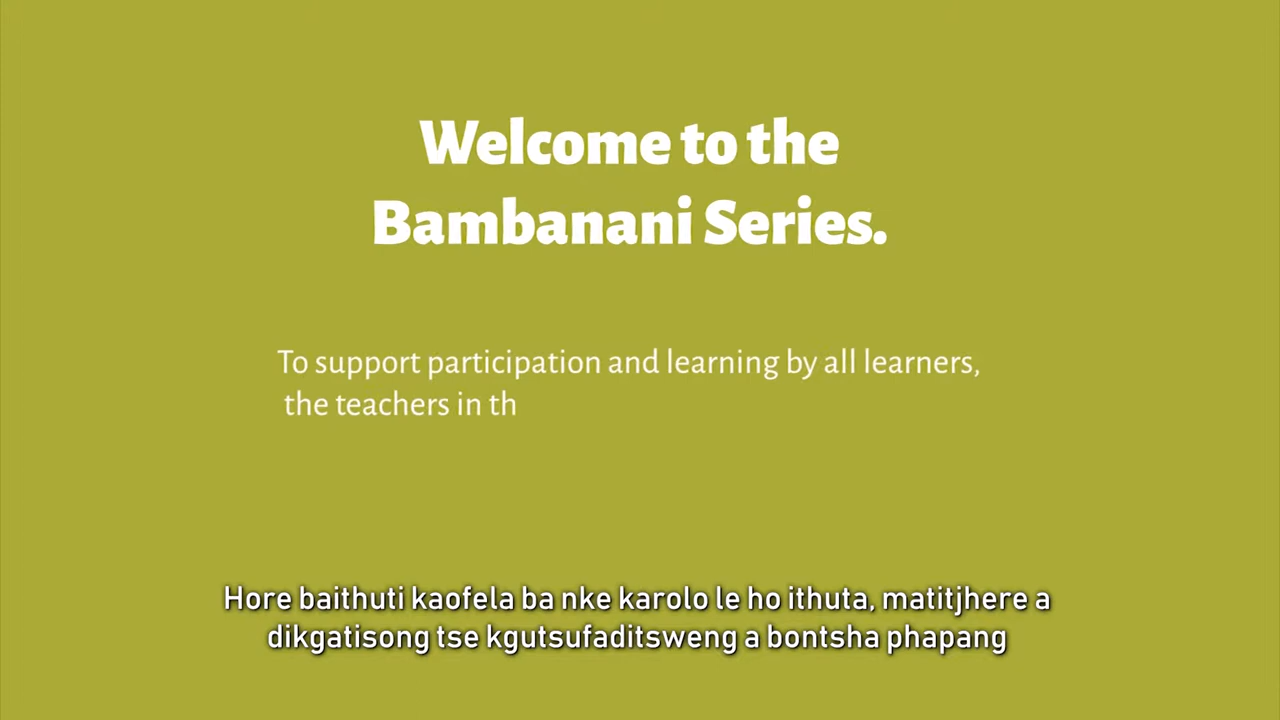 Welcome to the
Bambanani Series.
To support participation and learning by all learners,
the teachers in th
Hore baithuti kaofela ba nke karolo le ho ithuta, matitjhere a
dikgatisong tse kgutsufaditsweng a bontsha phapang